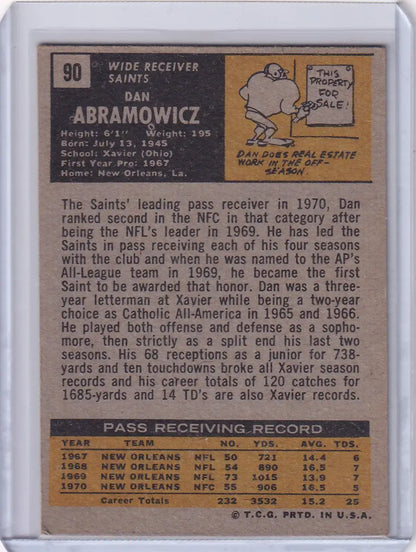 90
WIDE RECEIVER
SAINTS
DAN
ABRAMOWICZ
Height: 6'1" Weight: 195
Born: July 13, 1945
School: Xavier (Ohio)
First Year Pro: 1967
Home: New Orleans, La.
THIS
PROPERTY
FOR
SALE!
DAN DOES REAL ESTATE
WORK IN THE OFF-
SEASON.
The Saints' leading pass receiver in 1970, Dan
ranked second in the NFC in that category after
being the NFL's leader in 1969. He has led the
Saints in pass receiving each of his four seasons
with the club and when he was named to the AP's
All-League team in 1969, he became the first
Saint to be awarded that honor. Dan was a three-
year letterman at Xavier while being a two-year
choice as Catholic All-America in 1965 and 1966.
He played both offense and defense as a sopho-
more, then strictly as a split end his last two
seasons. His 68 receptions as a junior for 738-
yards and ten touchdowns broke all Xavier season
records and his career totals of 120 catches for
1685-yards and 14 TD's are also Xavier records.
PASS RECEIVING RECORD
YEAR TEAM NO. YDS. AVG. TDS.
1967 NEW ORLEANS NFL 50 721 14.4 6
1968 NEW ORLEANS NFL 54 890 16.5 7
1969 NEW ORLEANS NFL 73 1015 13.9 7
1970 NEW ORLEANS NFC 55 906 16.5 5
Career Totals 232 3532 15.2 25
© T.C.G. PRTD. IN U.S.A.